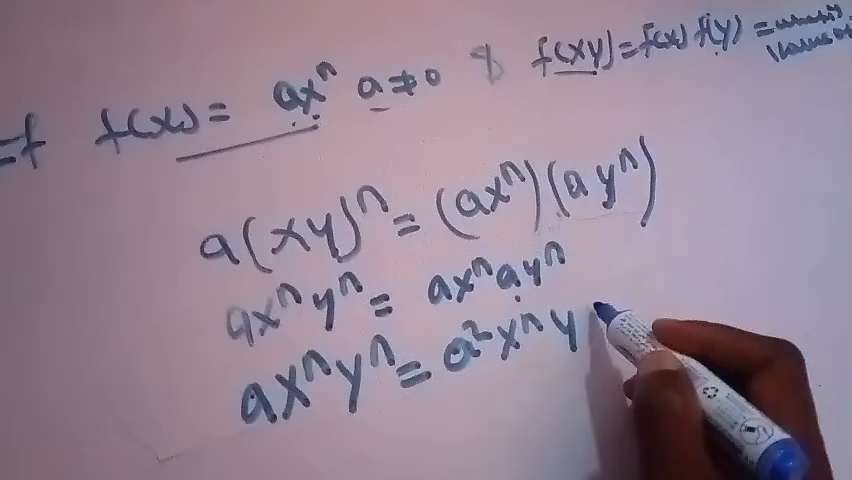 =f f(x) = ax^n a≠0 & f(xy) = f(x) f(y) =
a(xy)^n = (ax^n)(ay^n)
ax^n y^n = ax^n ay^n
ax^n y^n = a^2 x^n y